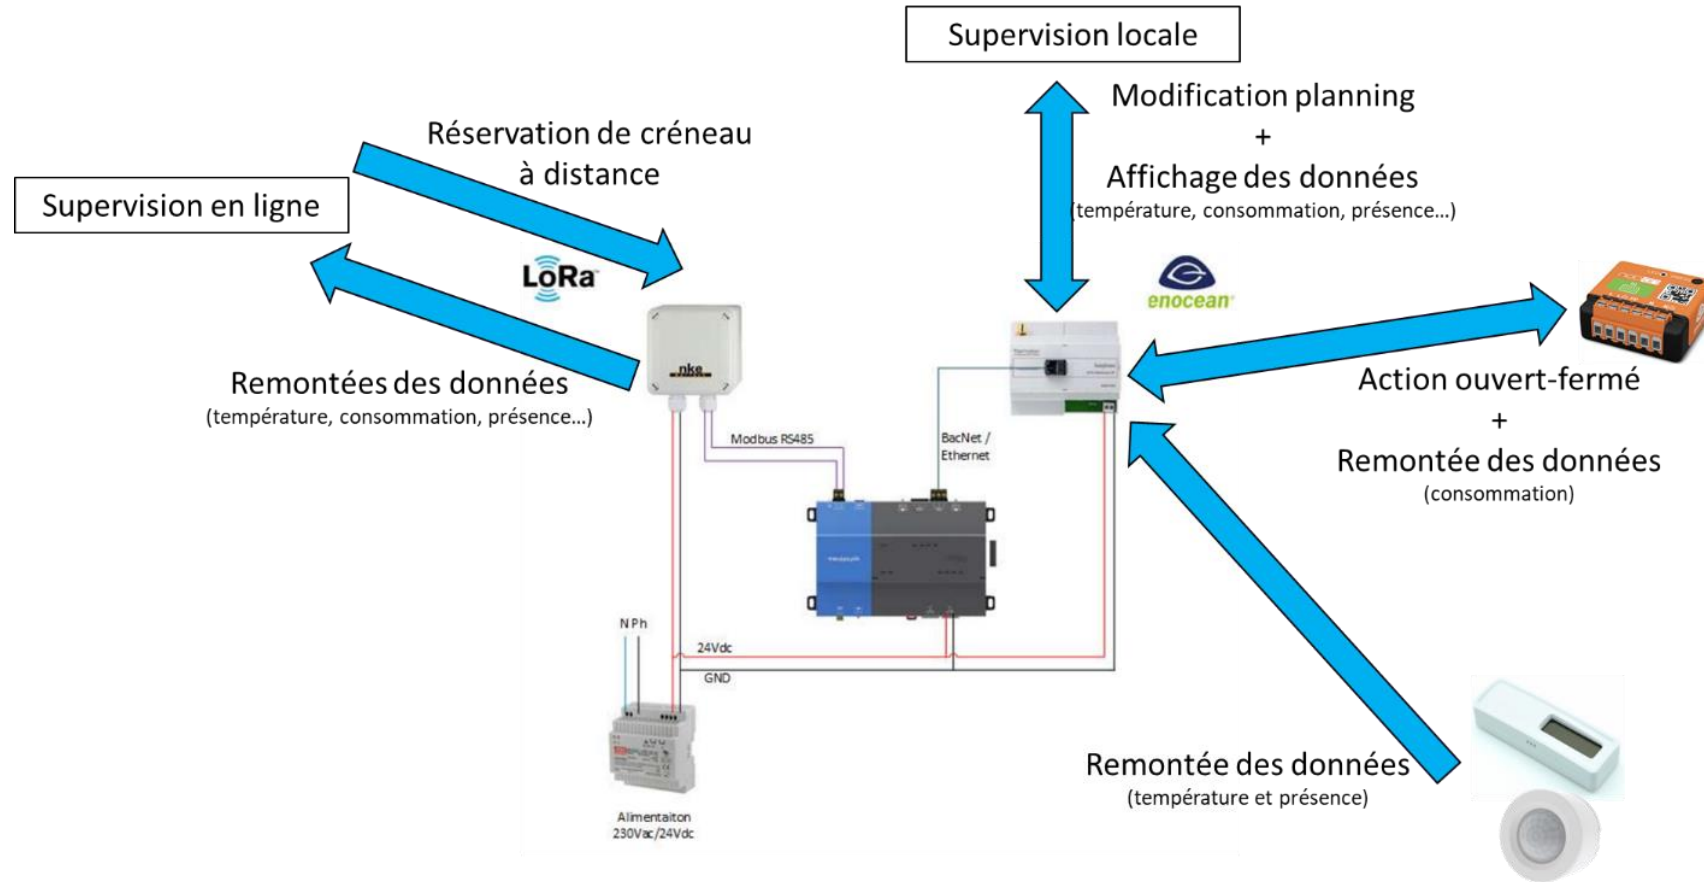 Supervision locale
Modification planning
+
Affichage des données
(température, consommation, présence…)
Réservation de créneau
à distance
Supervision en ligne
LoRa
enocean
Remontées des données
(température, consommation, présence…)
nke
Modbus RS485
BacNet /
Ethernet
Action ouvert-fermé
+
Remontée des données
(consommation)
N Ph
24Vdc
GND
Alimentaiton
230Vac/24Vdc
Remontée des données
(température et présence)